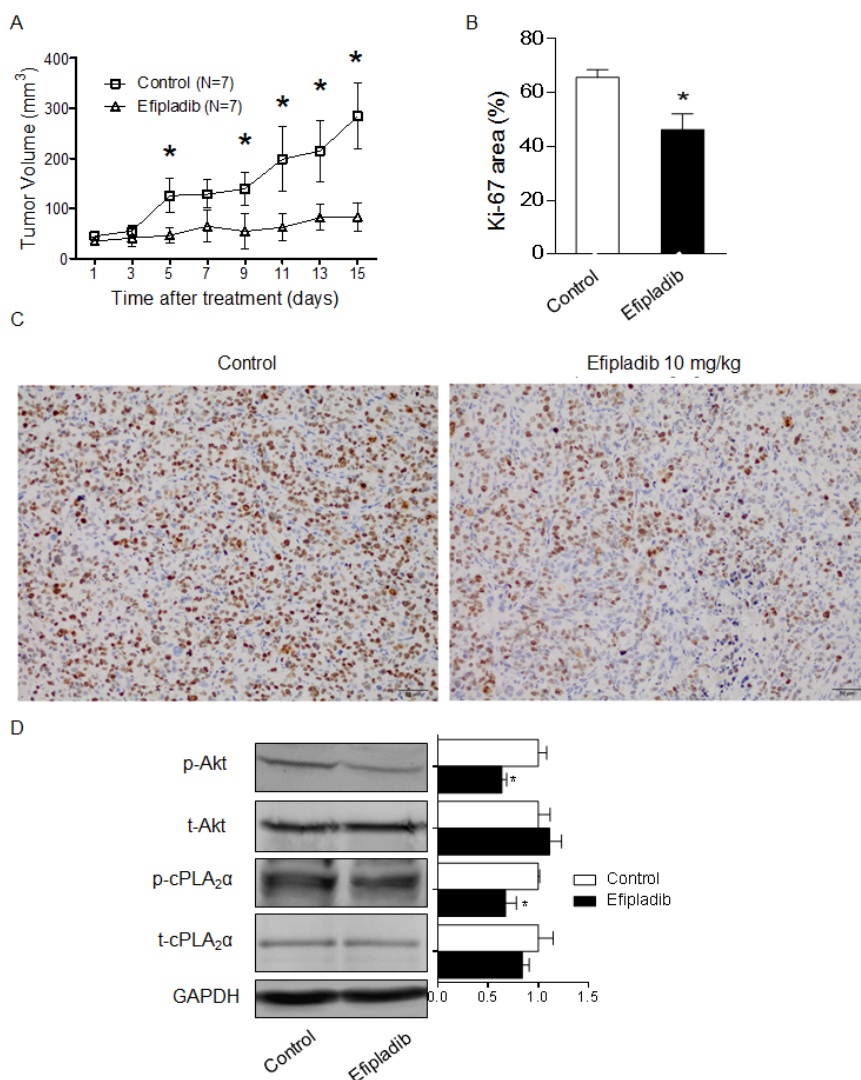 A
400
300
200
100
0
Tumor Volume (mm³)
Control (N=7)
Efipladib (N=7)
*
*
*
*
*
1 3 5 7 9 11 13 15
Time after treatment (days)
B
80
60
40
20
0
Ki-67 area (%)
*
Control
Efipladib
C
Control
Efipladib 10 mg/kg
D
p-Akt
*
t-Akt
p-cPLA₂α
*
Control
Efipladib
t-cPLA₂α
GAPDH
0.0 0.5 1.0 1.5
Control
Efipladib